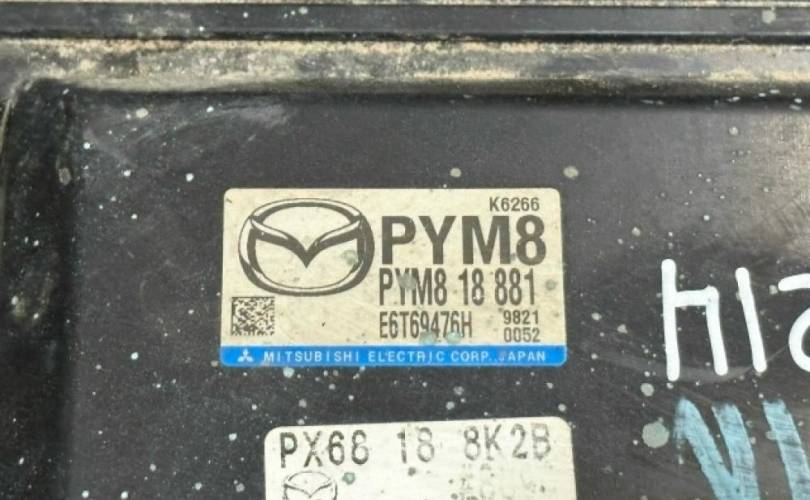 K6266
PYM8
PYM8 18 881
E6T69476H 9821
0052
MITSUBISHI ELECTRIC CORP. JAPAN
PX68 18 8K2B